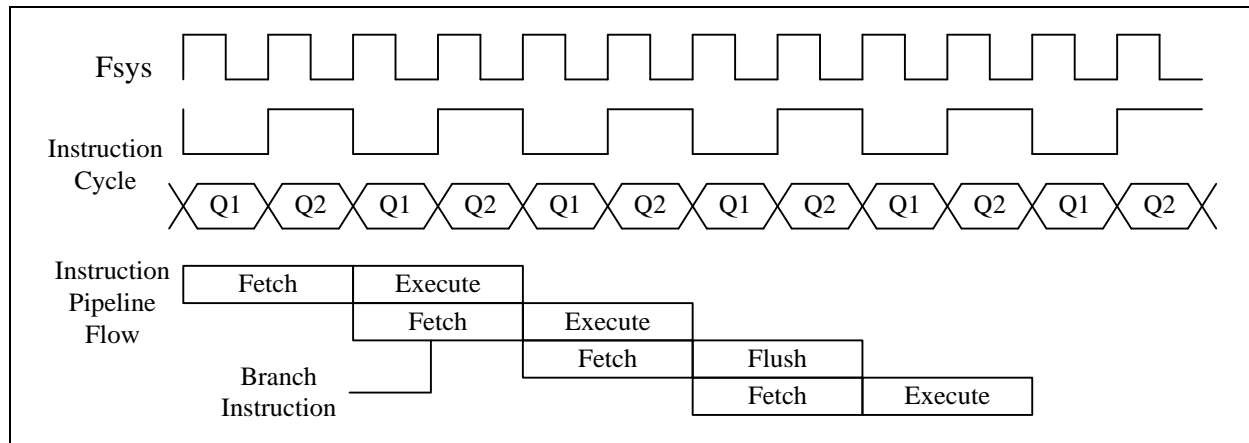 Fsys
Instruction
Cycle
Q1 Q2 Q1 Q2 Q1 Q2 Q1 Q2 Q1 Q2 Q1 Q2
Instruction
Pipeline
Flow
Fetch Execute
Fetch Execute
Fetch Flush
Fetch Execute
Branch
Instruction